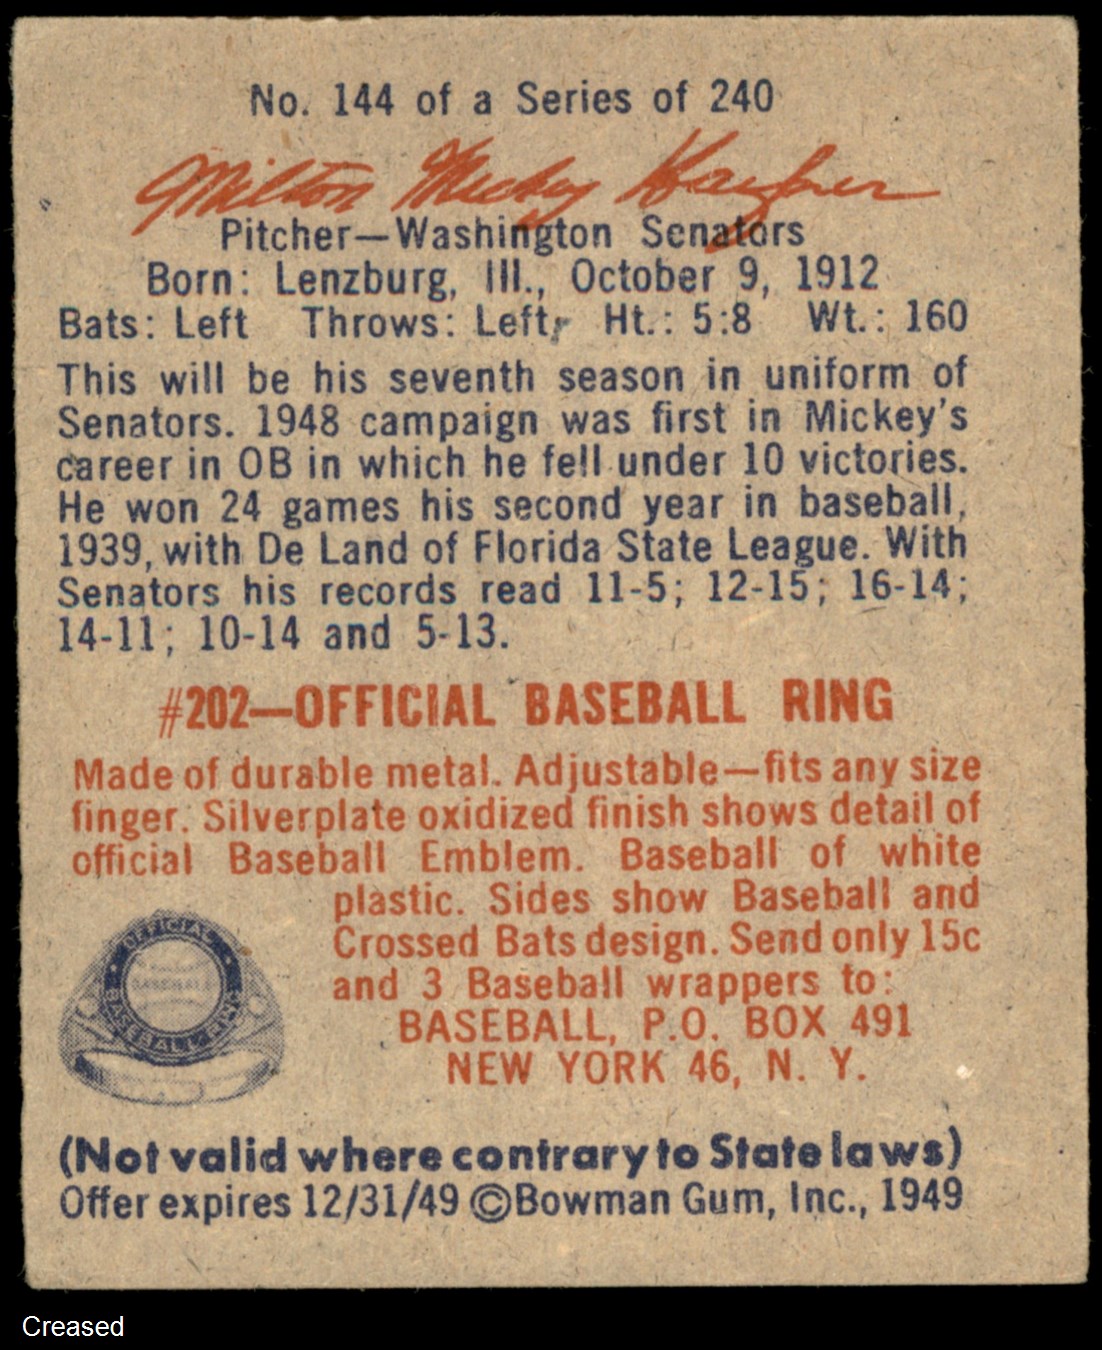 No. 144 of a Series of 240
Milton Mickey Haefner
Pitcher—Washington Senators
Born: Lenzburg, Ill., October 9, 1912
Bats: Left Throws: Left, Ht.: 5:8 Wt.: 160
This will be his seventh season in uniform of
Senators. 1948 campaign was first in Mickey's
career in OB in which he fell under 10 victories.
He won 24 games his second year in baseball,
1939, with De Land of Florida State League. With
Senators his records read 11-5; 12-15; 16-14;
14-11; 10-14 and 5-13.
#202—OFFICIAL BASEBALL RING
Made of durable metal. Adjustable—fits any size
finger. Silverplate oxidized finish shows detail of
official Baseball Emblem. Baseball of white
plastic. Sides show Baseball and
Crossed Bats design. Send only 15c
and 3 Baseball wrappers to:
BASEBALL, P.O. BOX 491
NEW YORK 46, N. Y.
OFFICIAL
BASEBALL
BASEBALL RING
(Not valid where contrary to State laws)
Offer expires 12/31/49 ©Bowman Gum, Inc., 1949
Creased